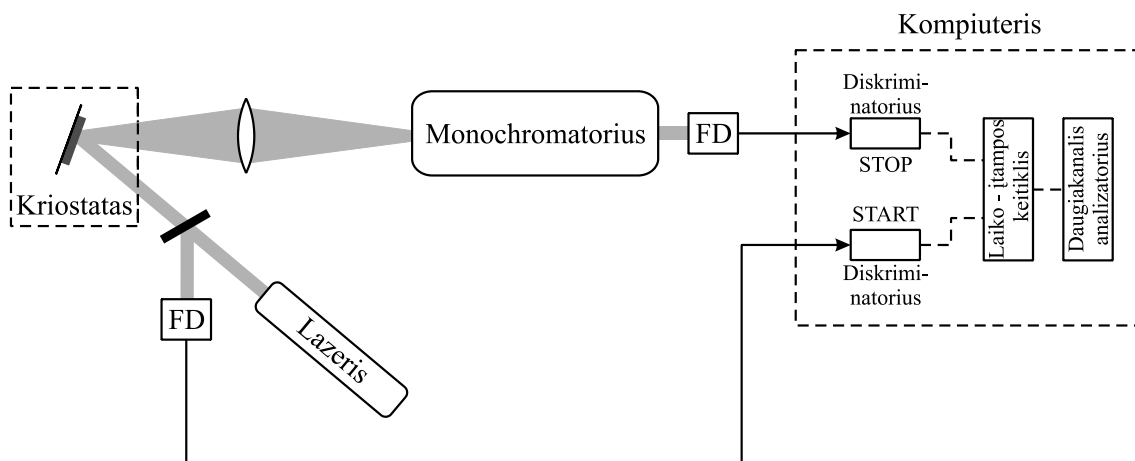 Kompiuteris
Diskrimi-
natorius
STOP
Monochromatorius
FD
Kriostatas
START
Diskrimi-
natorius
Laiko - įtampos
keitiklis
Daugiakanalis
analizatorius
FD
Lazeris